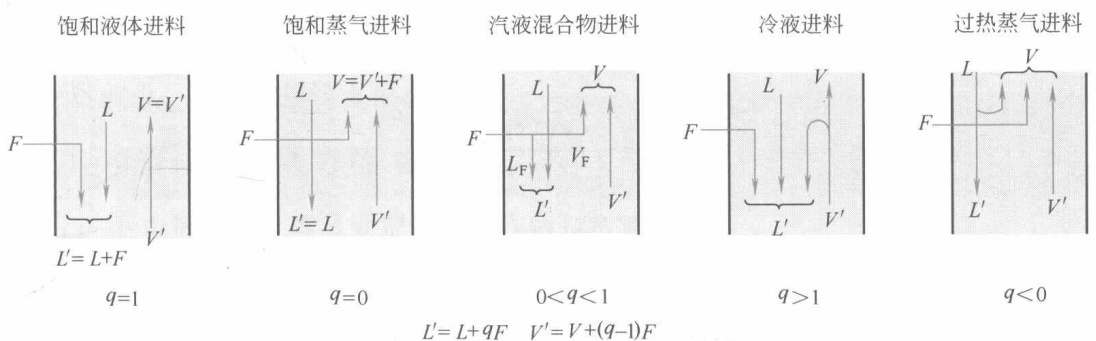 饱和液体进料 饱和蒸气进料 汽液混合物进料 冷液进料 过热蒸气进料
F L V=V' V' L'=L+F
L V=V'+F F L'=L V'
L V F L_F V_F L' V'
V L F L' V'
L V F L' V'
q=1 q=0 0<q<1 q>1 q<0
L'=L+qF V'=V+(q-1)F